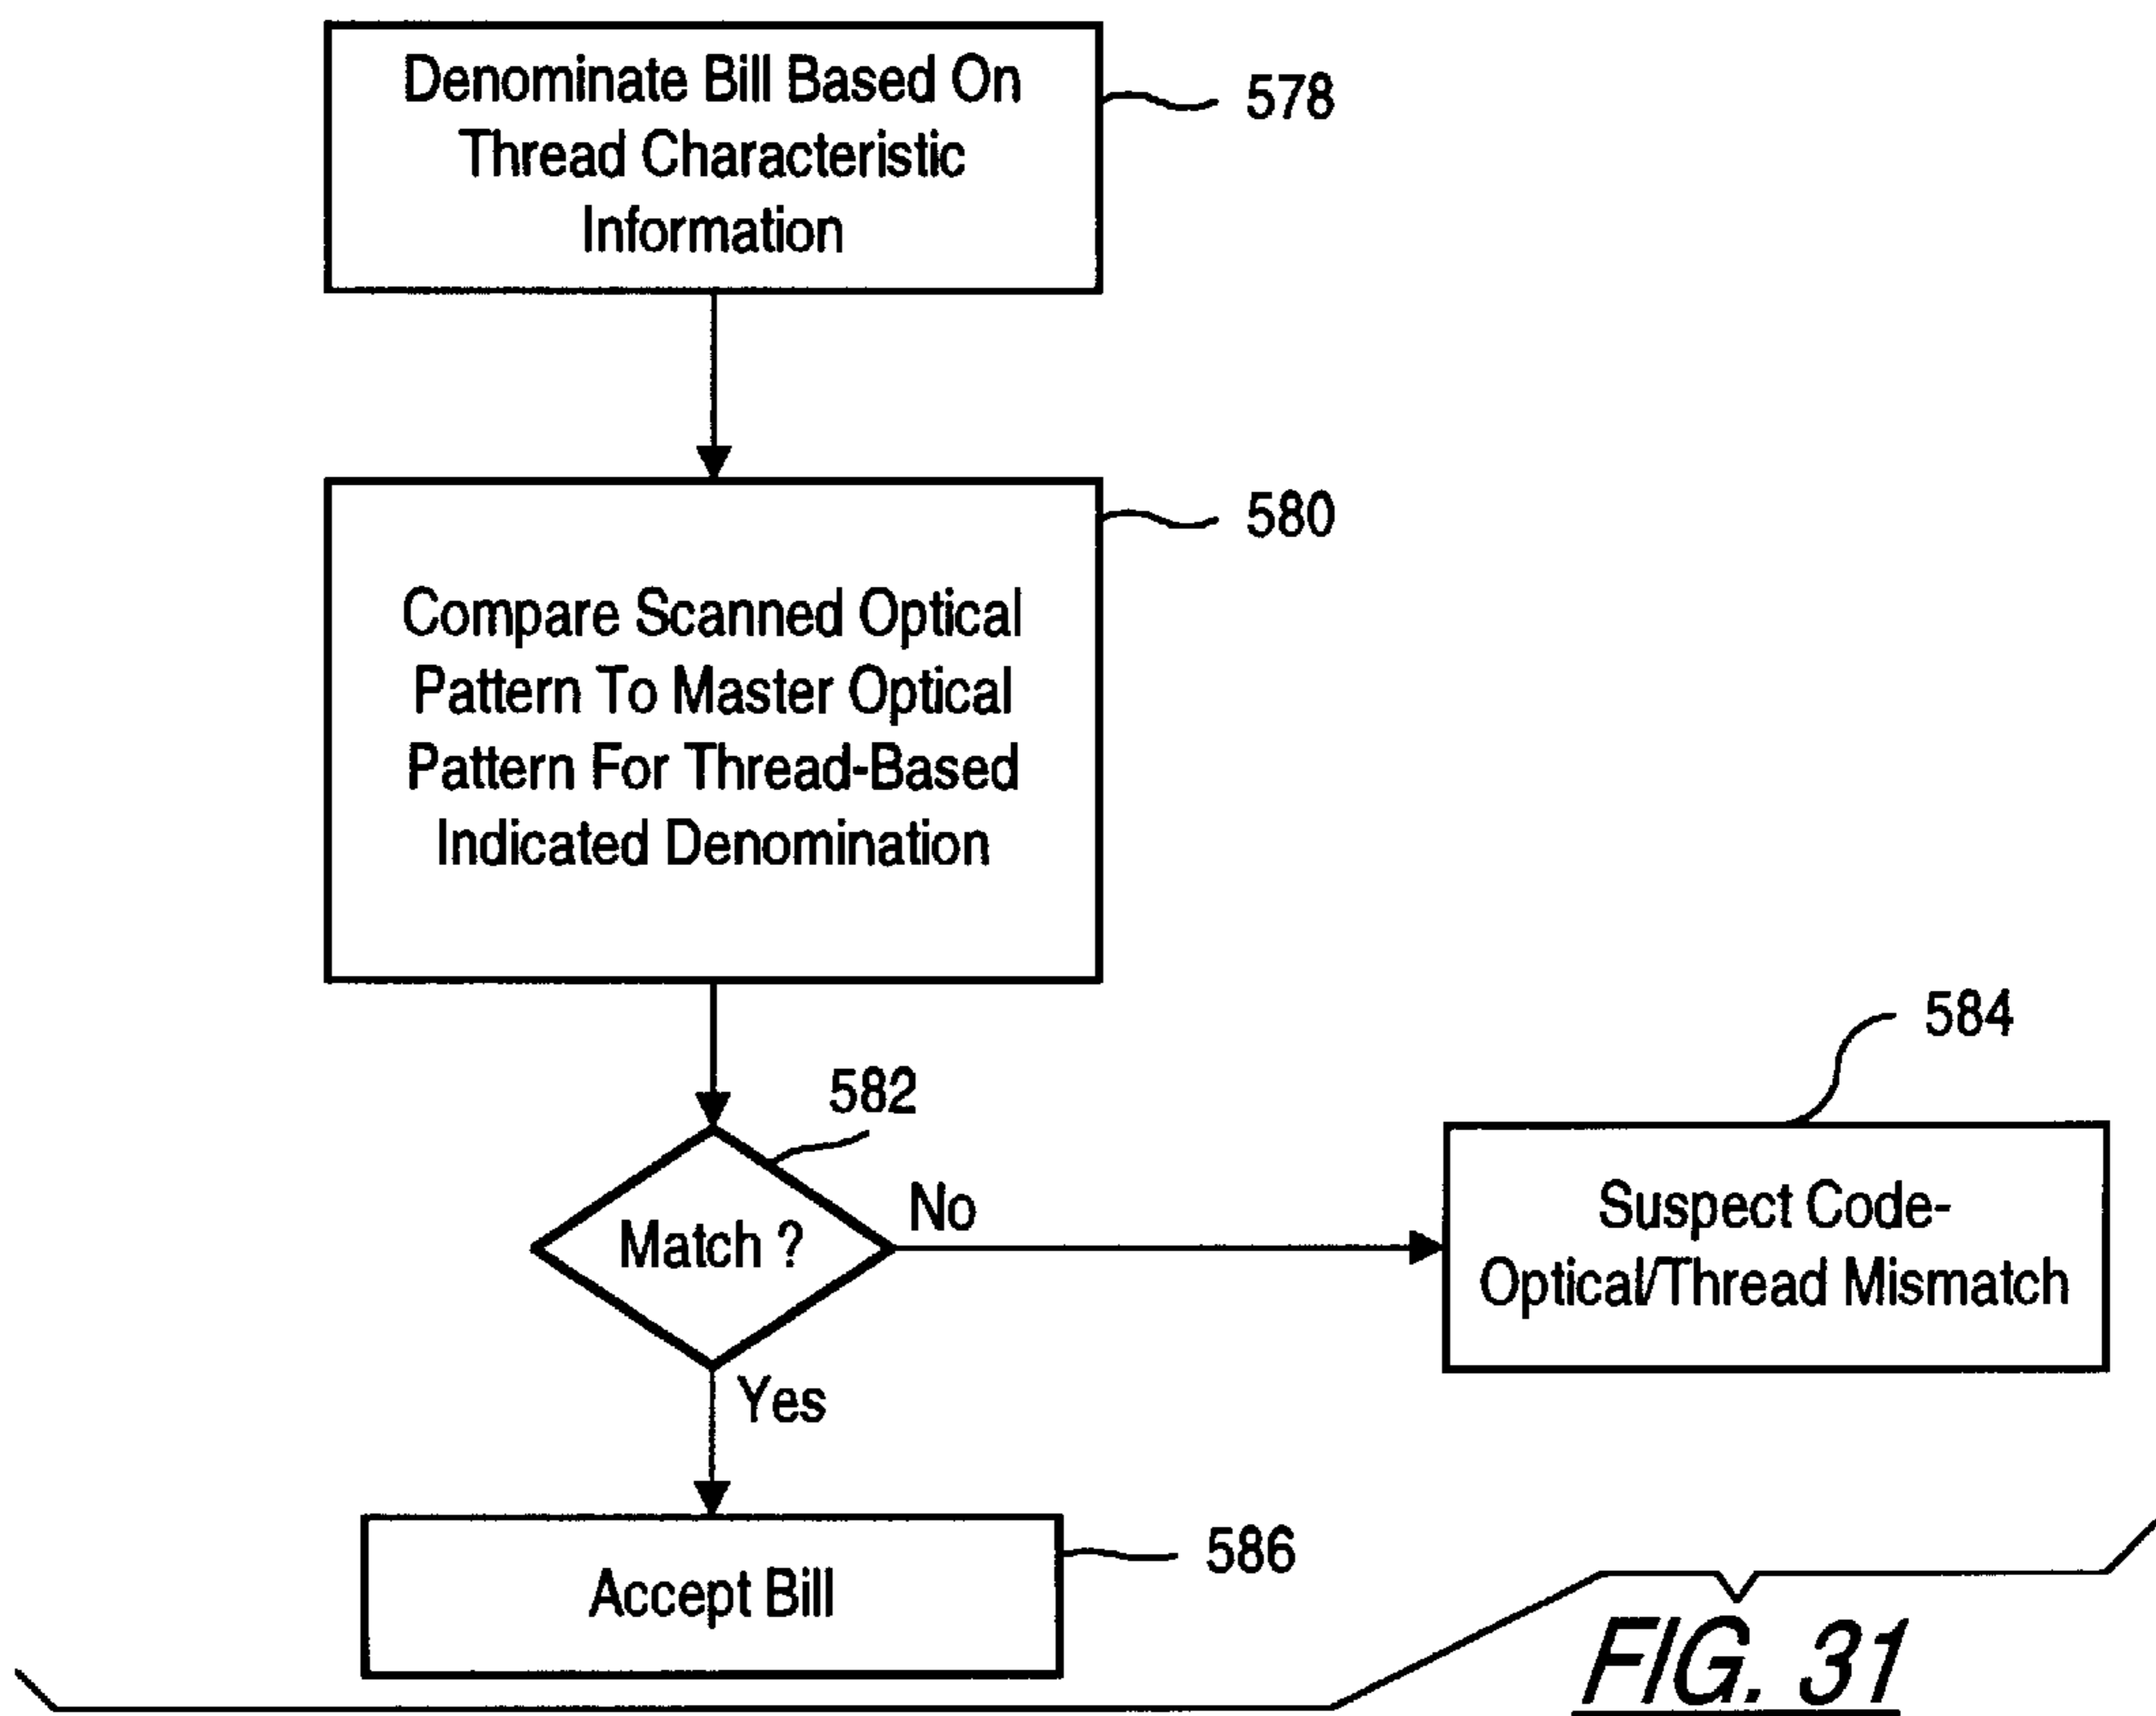 Denominate Bill Based On
Thread Characteristic
Information
578
Compare Scanned Optical
Pattern To Master Optical
Pattern For Thread-Based
Indicated Denomination
580
582
Match ?
No
Yes
584
Suspect Code-
Optical/Thread Mismatch
Accept Bill
586
FIG. 31